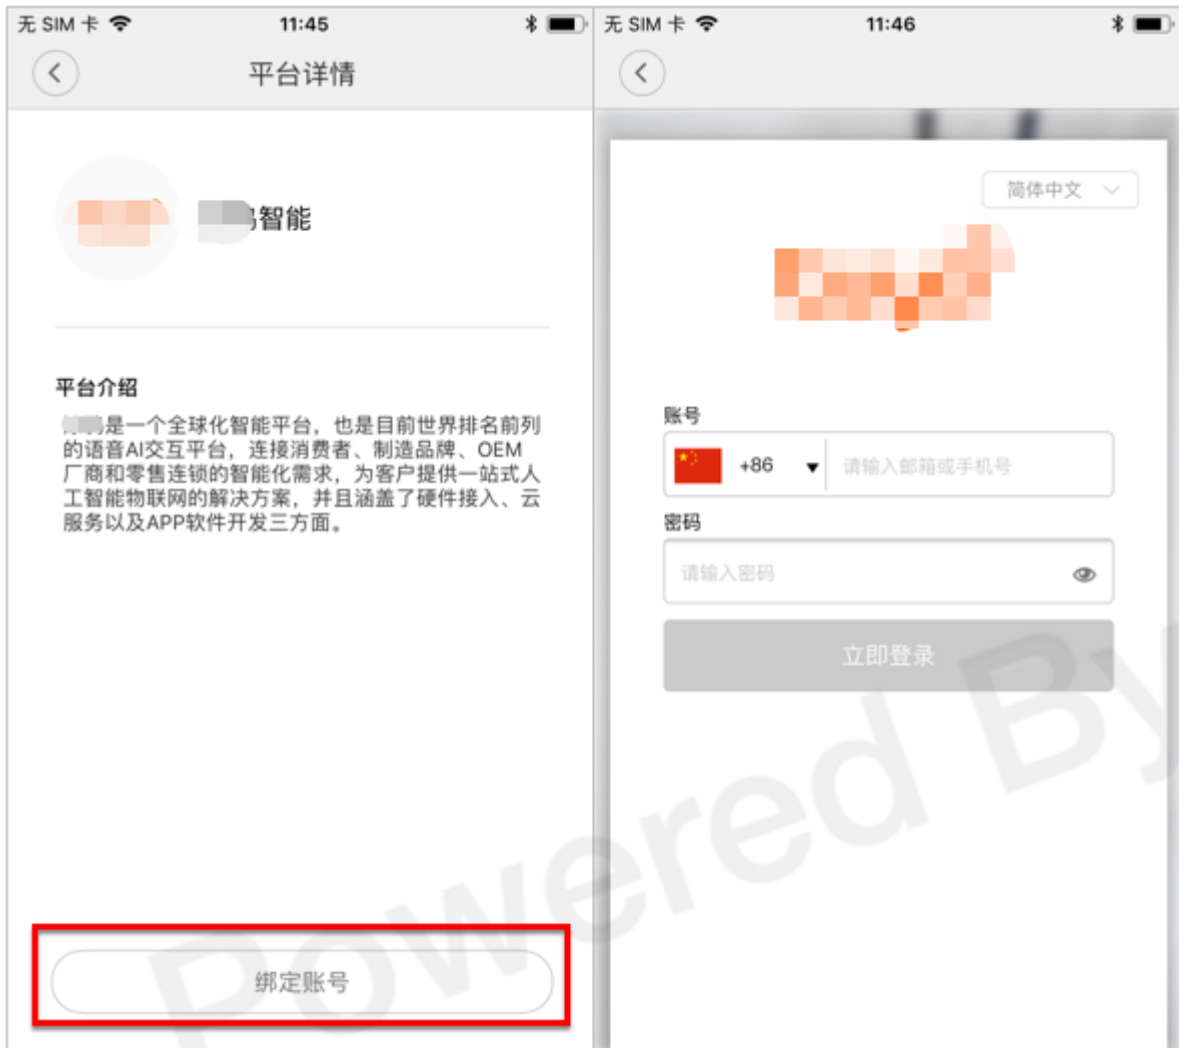 无 SIM 卡
11:45
平台详情
智能
平台介绍
是一个全球化智能平台，也是目前世界排名前列
的语音AI交互平台，连接消费者、制造品牌、OEM
厂商和零售连锁的智能化需求，为客户提供一站式人
工智能物联网的解决方案，并且涵盖了硬件接入、云
服务以及APP软件开发三方面。
绑定账号
无 SIM 卡
11:46
简体中文
账号
+86
请输入邮箱或手机号
密码
请输入密码
立即登录
Powered By